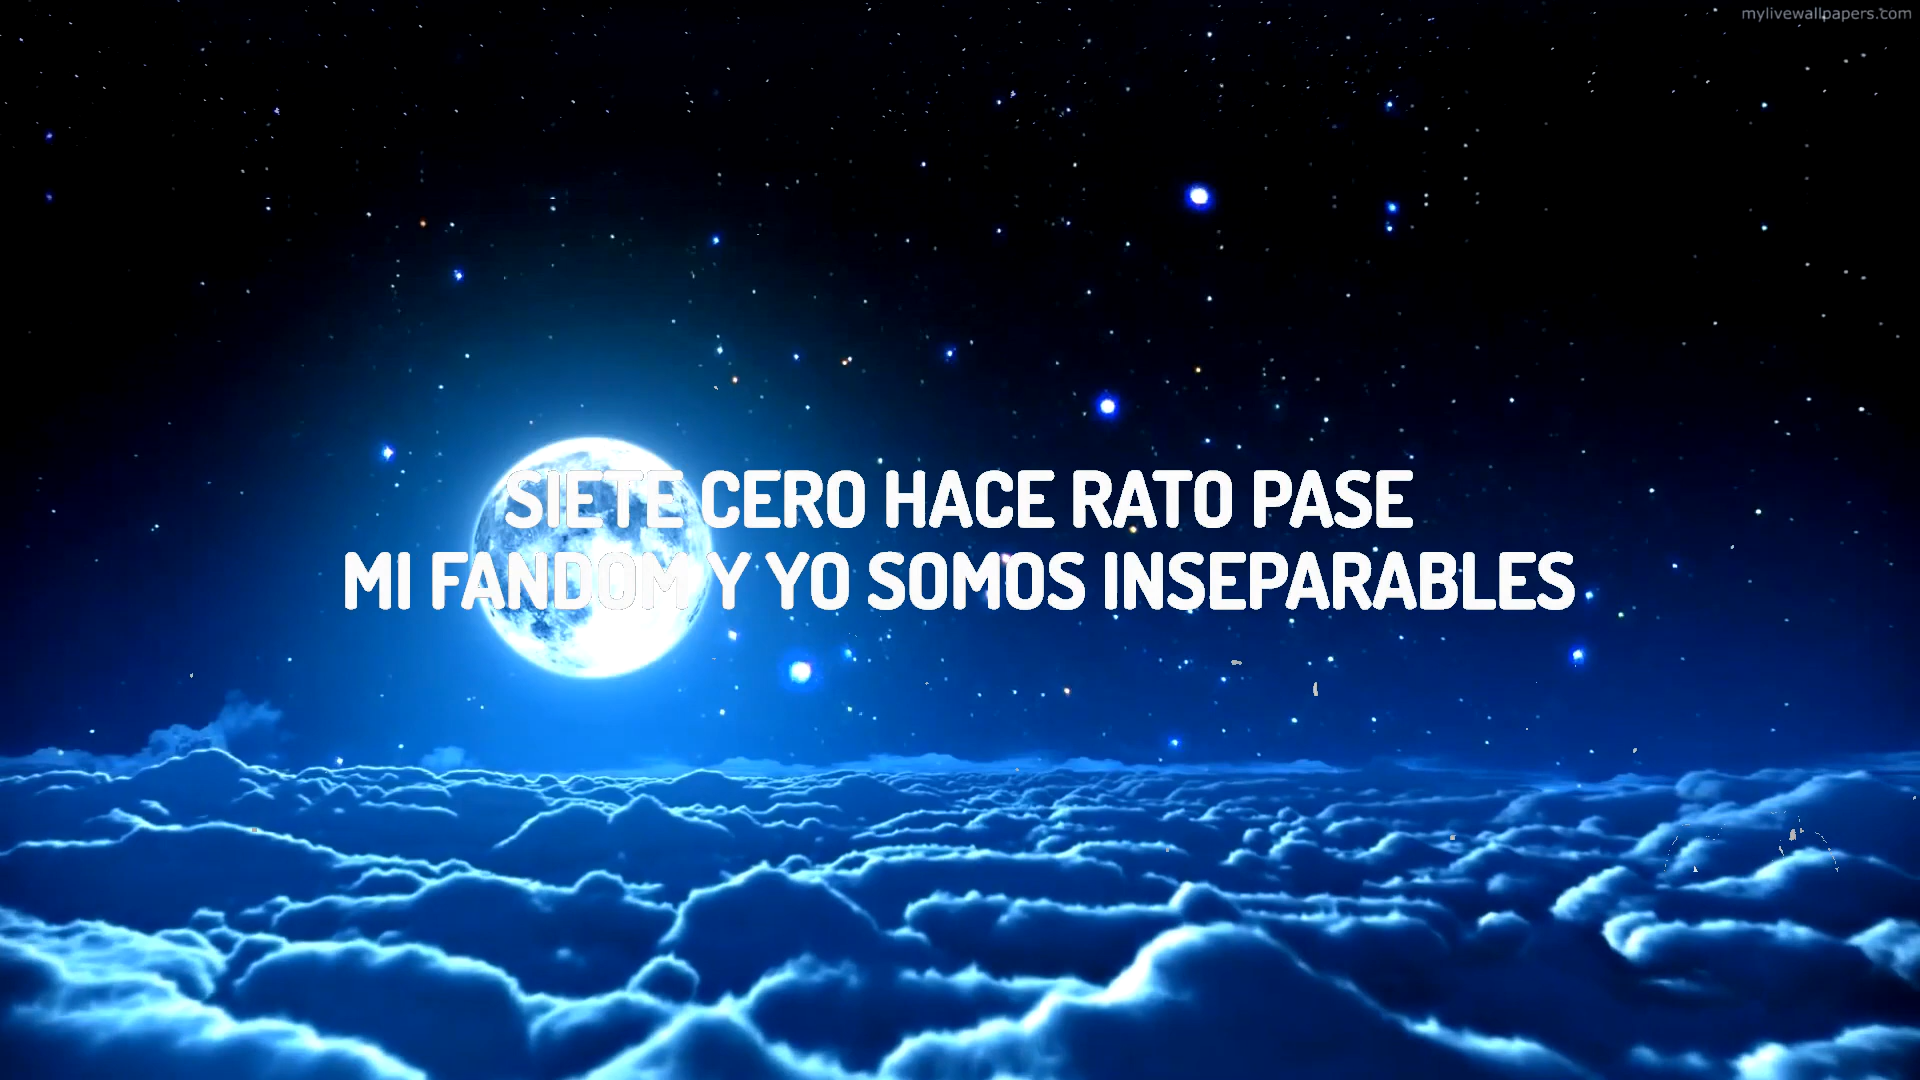 mylivewallpapers.com
SIETE CERO HACE RATO PASE
MI FANDOM Y YO SOMOS INSEPARABLES